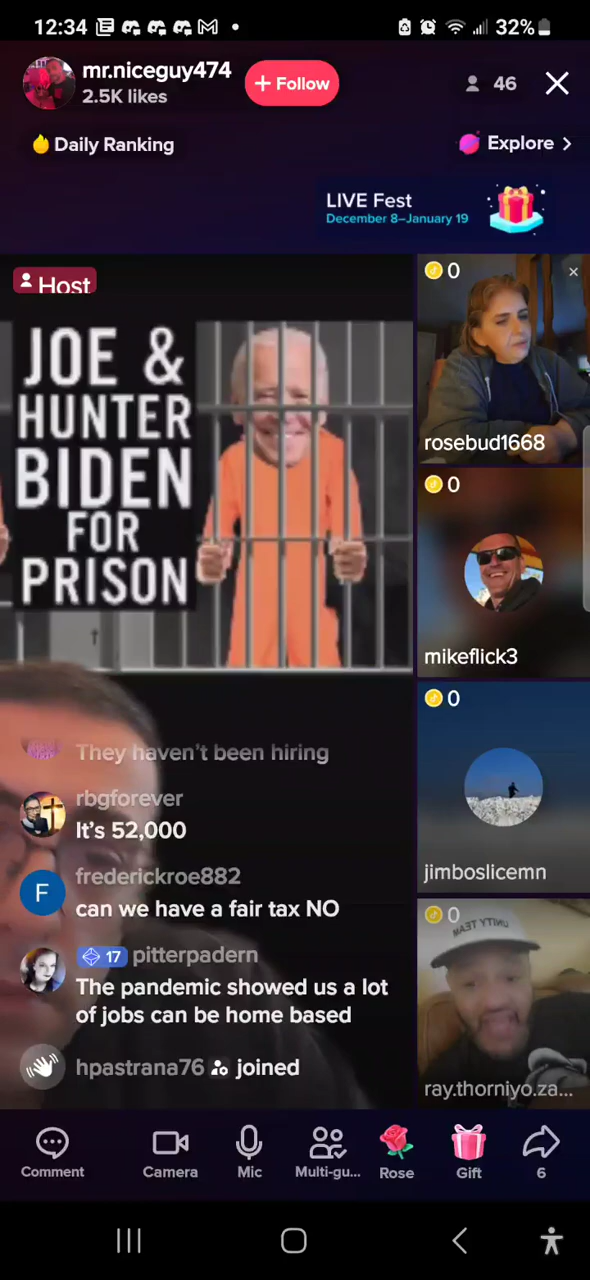 12:34
32%
mr.niceguy474
2.5K likes
+ Follow
46
Daily Ranking
Explore >
LIVE Fest
December 8–January 19
Host
JOE &
HUNTER
BIDEN
FOR
PRISON
0
rosebud1668
0
mikeflick3
0
jimboslicemn
0
UNITY TEAM
ray.thorniyo.za...
They haven't been hiring
rbgforever
It's 52,000
F
frederickroe882
can we have a fair tax NO
17 pitterpadern
The pandemic showed us a lot
of jobs can be home based
hpastrana76 joined
Comment
Camera
Mic
Multi-gu...
Rose
Gift
6